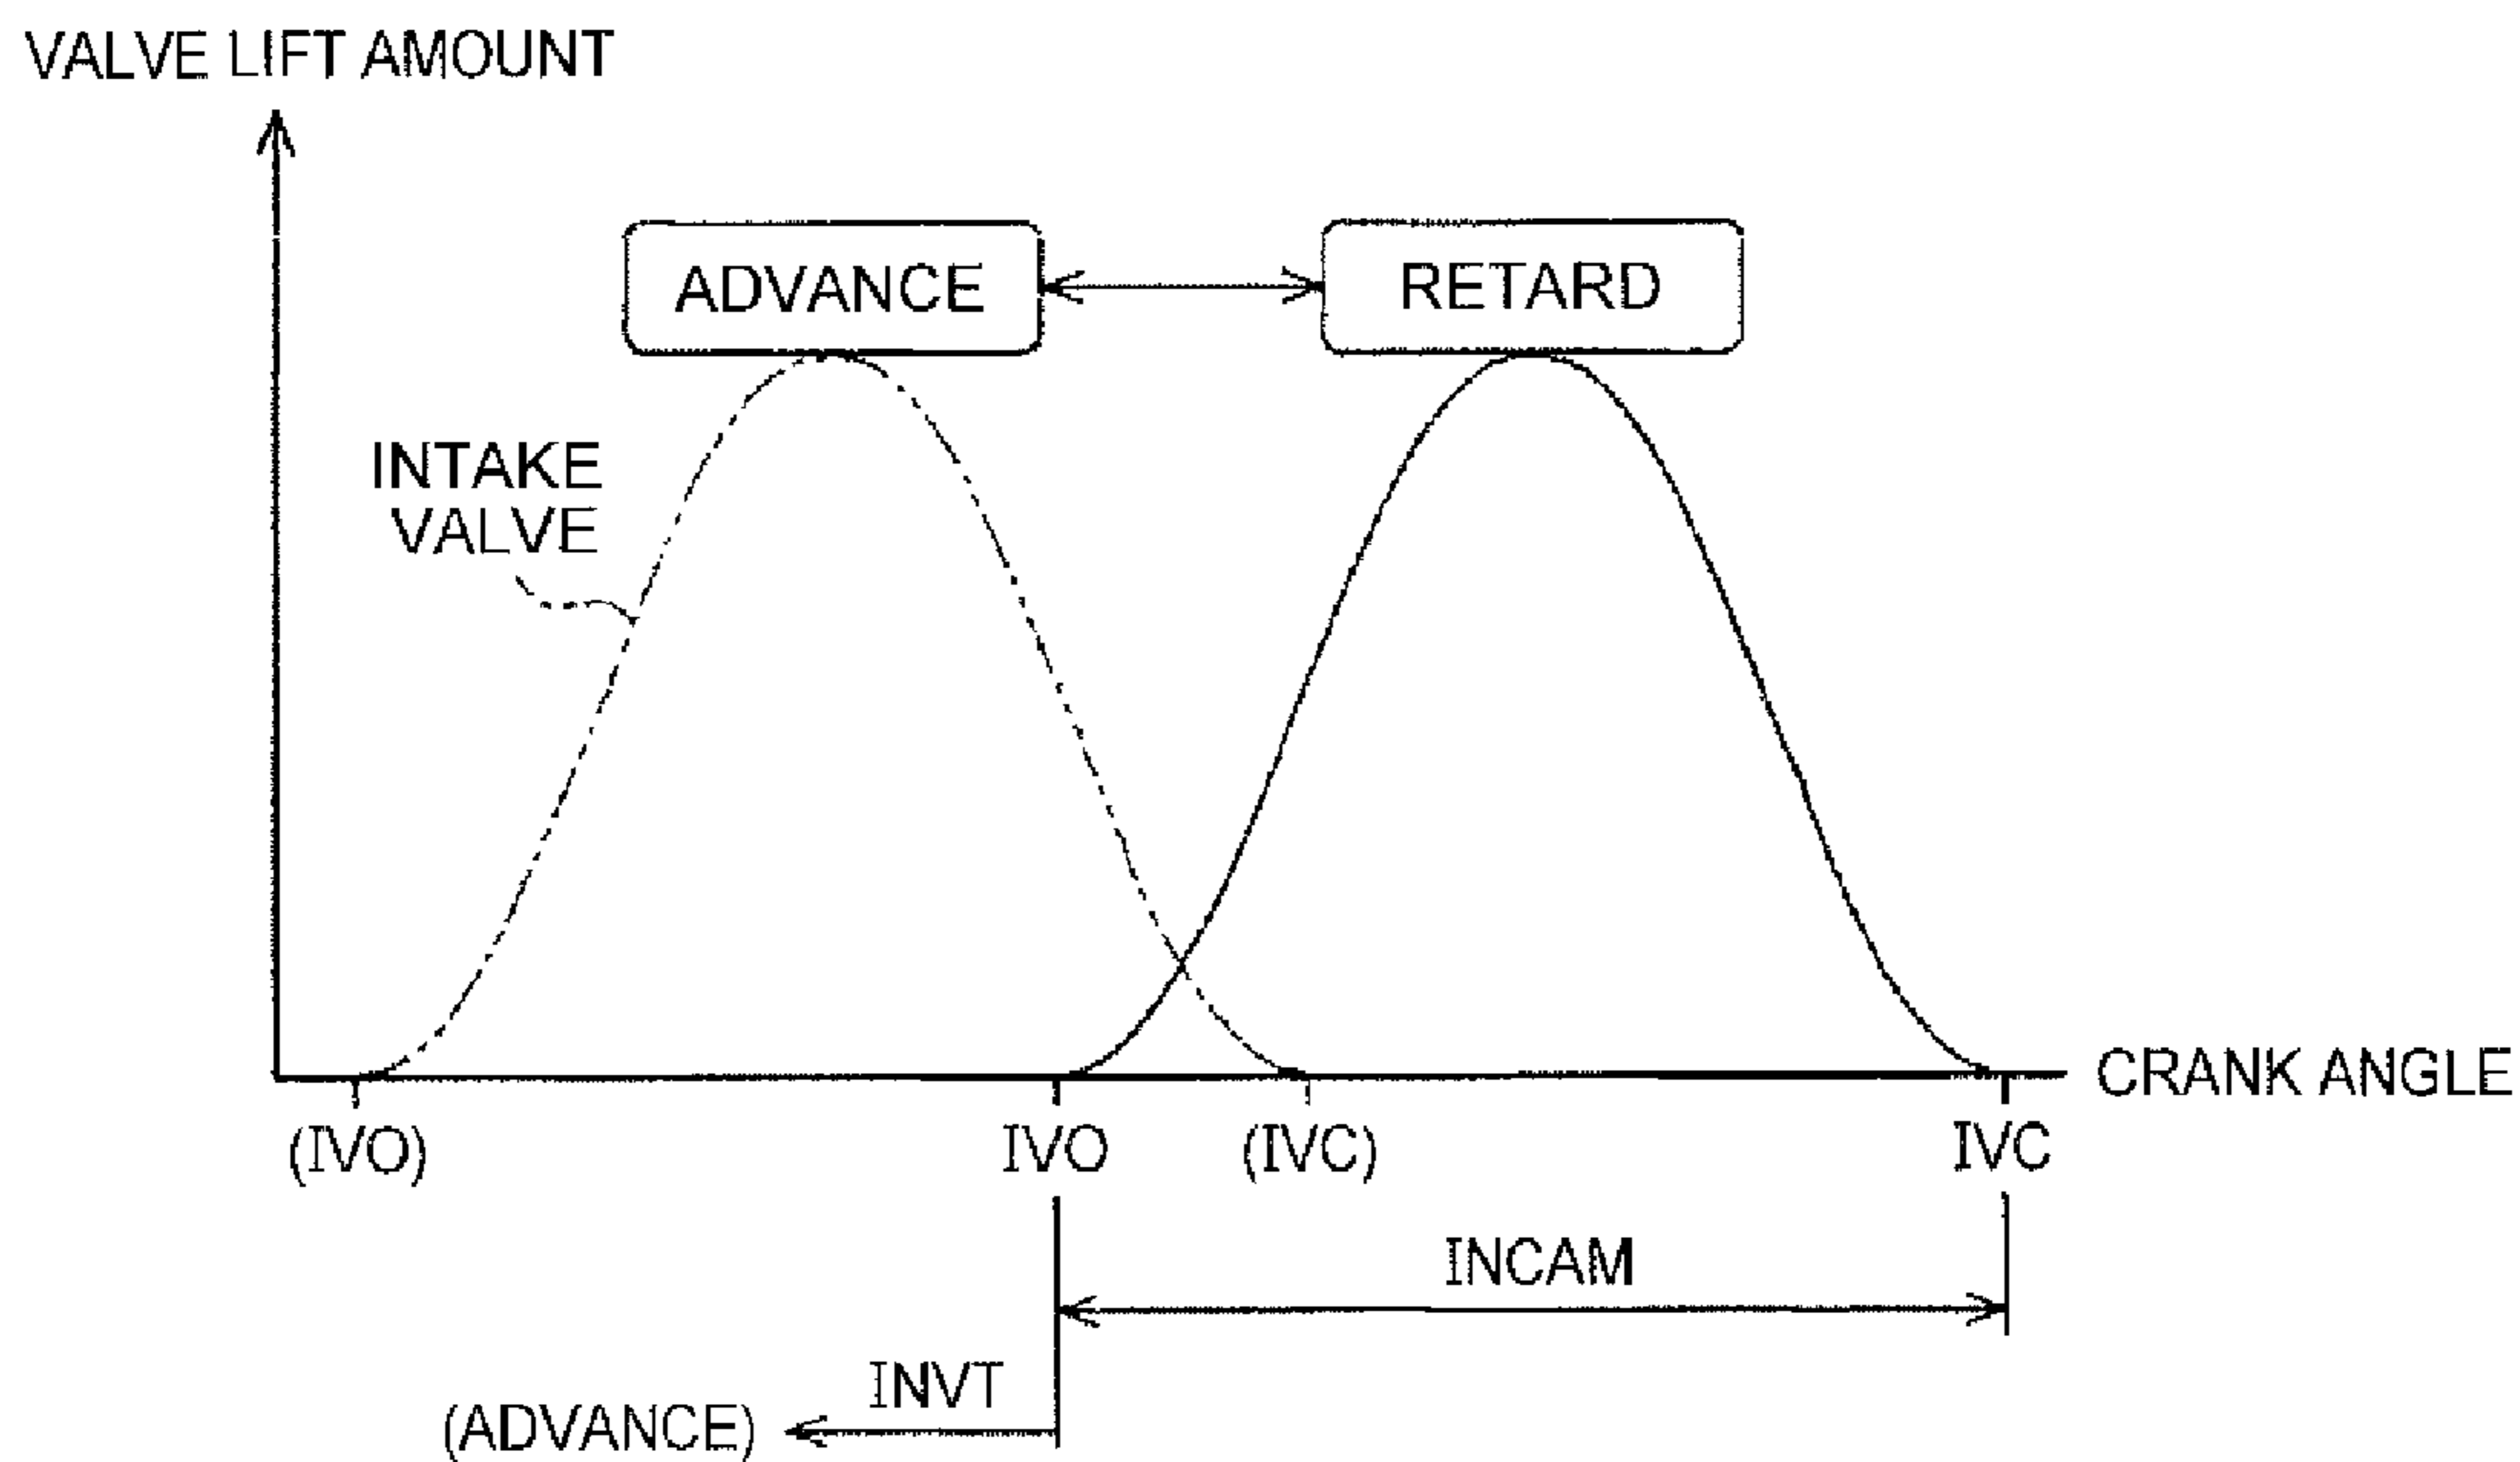 VALVE LIFT AMOUNT
ADVANCE
RETARD
INTAKE
VALVE
CRANK ANGLE
(IVO)
IVO
(IVC)
IVC
INCAM
INVT
(ADVANCE)